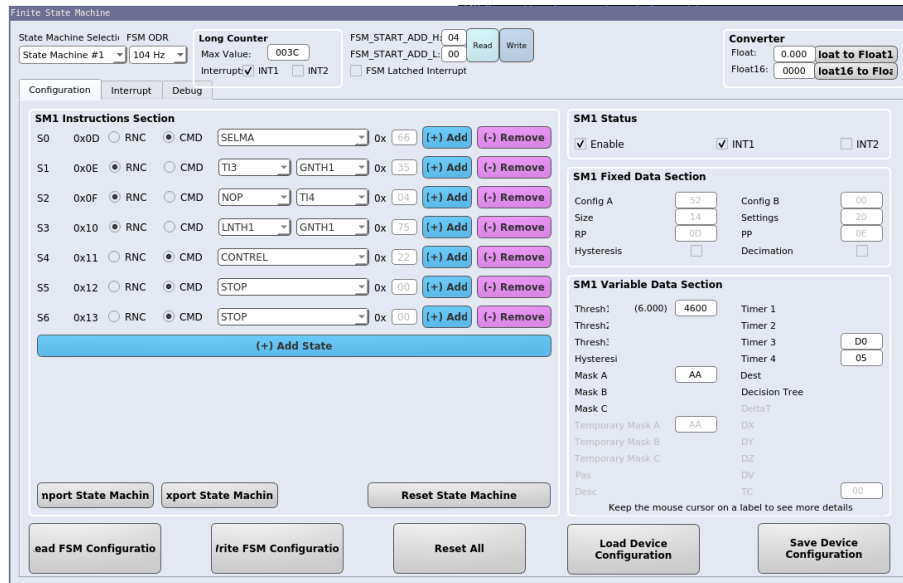 Finite State Machine
State Machine Selectic FSM ODR
State Machine #1 104 Hz
Long Counter
Max Value: 003C
Interrupt: INT1 INT2
FSM_START_ADD_H: 04
FSM_START_ADD_L: 00
Read Write
FSM Latched Interrupt
Converter
Float: 0.000 loat to Float1
Float16: 0000 loat16 to Floa
Configuration Interrupt Debug
SM1 Instructions Section
S0 0x0D RNC CMD SELMA 0x 66 (+) Add (-) Remove
S1 0x0E RNC CMD TI3 GNTH1 0x 35 (+) Add (-) Remove
S2 0x0F RNC CMD NOP TI4 0x 04 (+) Add (-) Remove
S3 0x10 RNC CMD LNTH1 GNTH1 0x 75 (+) Add (-) Remove
S4 0x11 RNC CMD CONTREL 0x 22 (+) Add (-) Remove
S5 0x12 RNC CMD STOP 0x 00 (+) Add (-) Remove
S6 0x13 RNC CMD STOP 0x 00 (+) Add (-) Remove
(+) Add State
nport State Machin xport State Machin Reset State Machine
SM1 Status
Enable INT1 INT2
SM1 Fixed Data Section
Config A 52 Config B 00
Size 14 Settings 20
RP 0D PP 0E
Hysteresis Decimation
SM1 Variable Data Section
Thresh1 (6.000) 4600 Timer 1
Thresh2 Timer 2
Thresh3 Timer 3 D0
Hysteresi Timer 4 05
Mask A AA Dest
Mask B Decision Tree
Mask C DeltaT
Temporary Mask A AA DX
Temporary Mask B DY
Temporary Mask C DZ
Pas DV
Desc TC 00
Keep the mouse cursor on a label to see more details
ead FSM Configuratio /rite FSM Configuratio Reset All Load Device Configuration Save Device Configuration